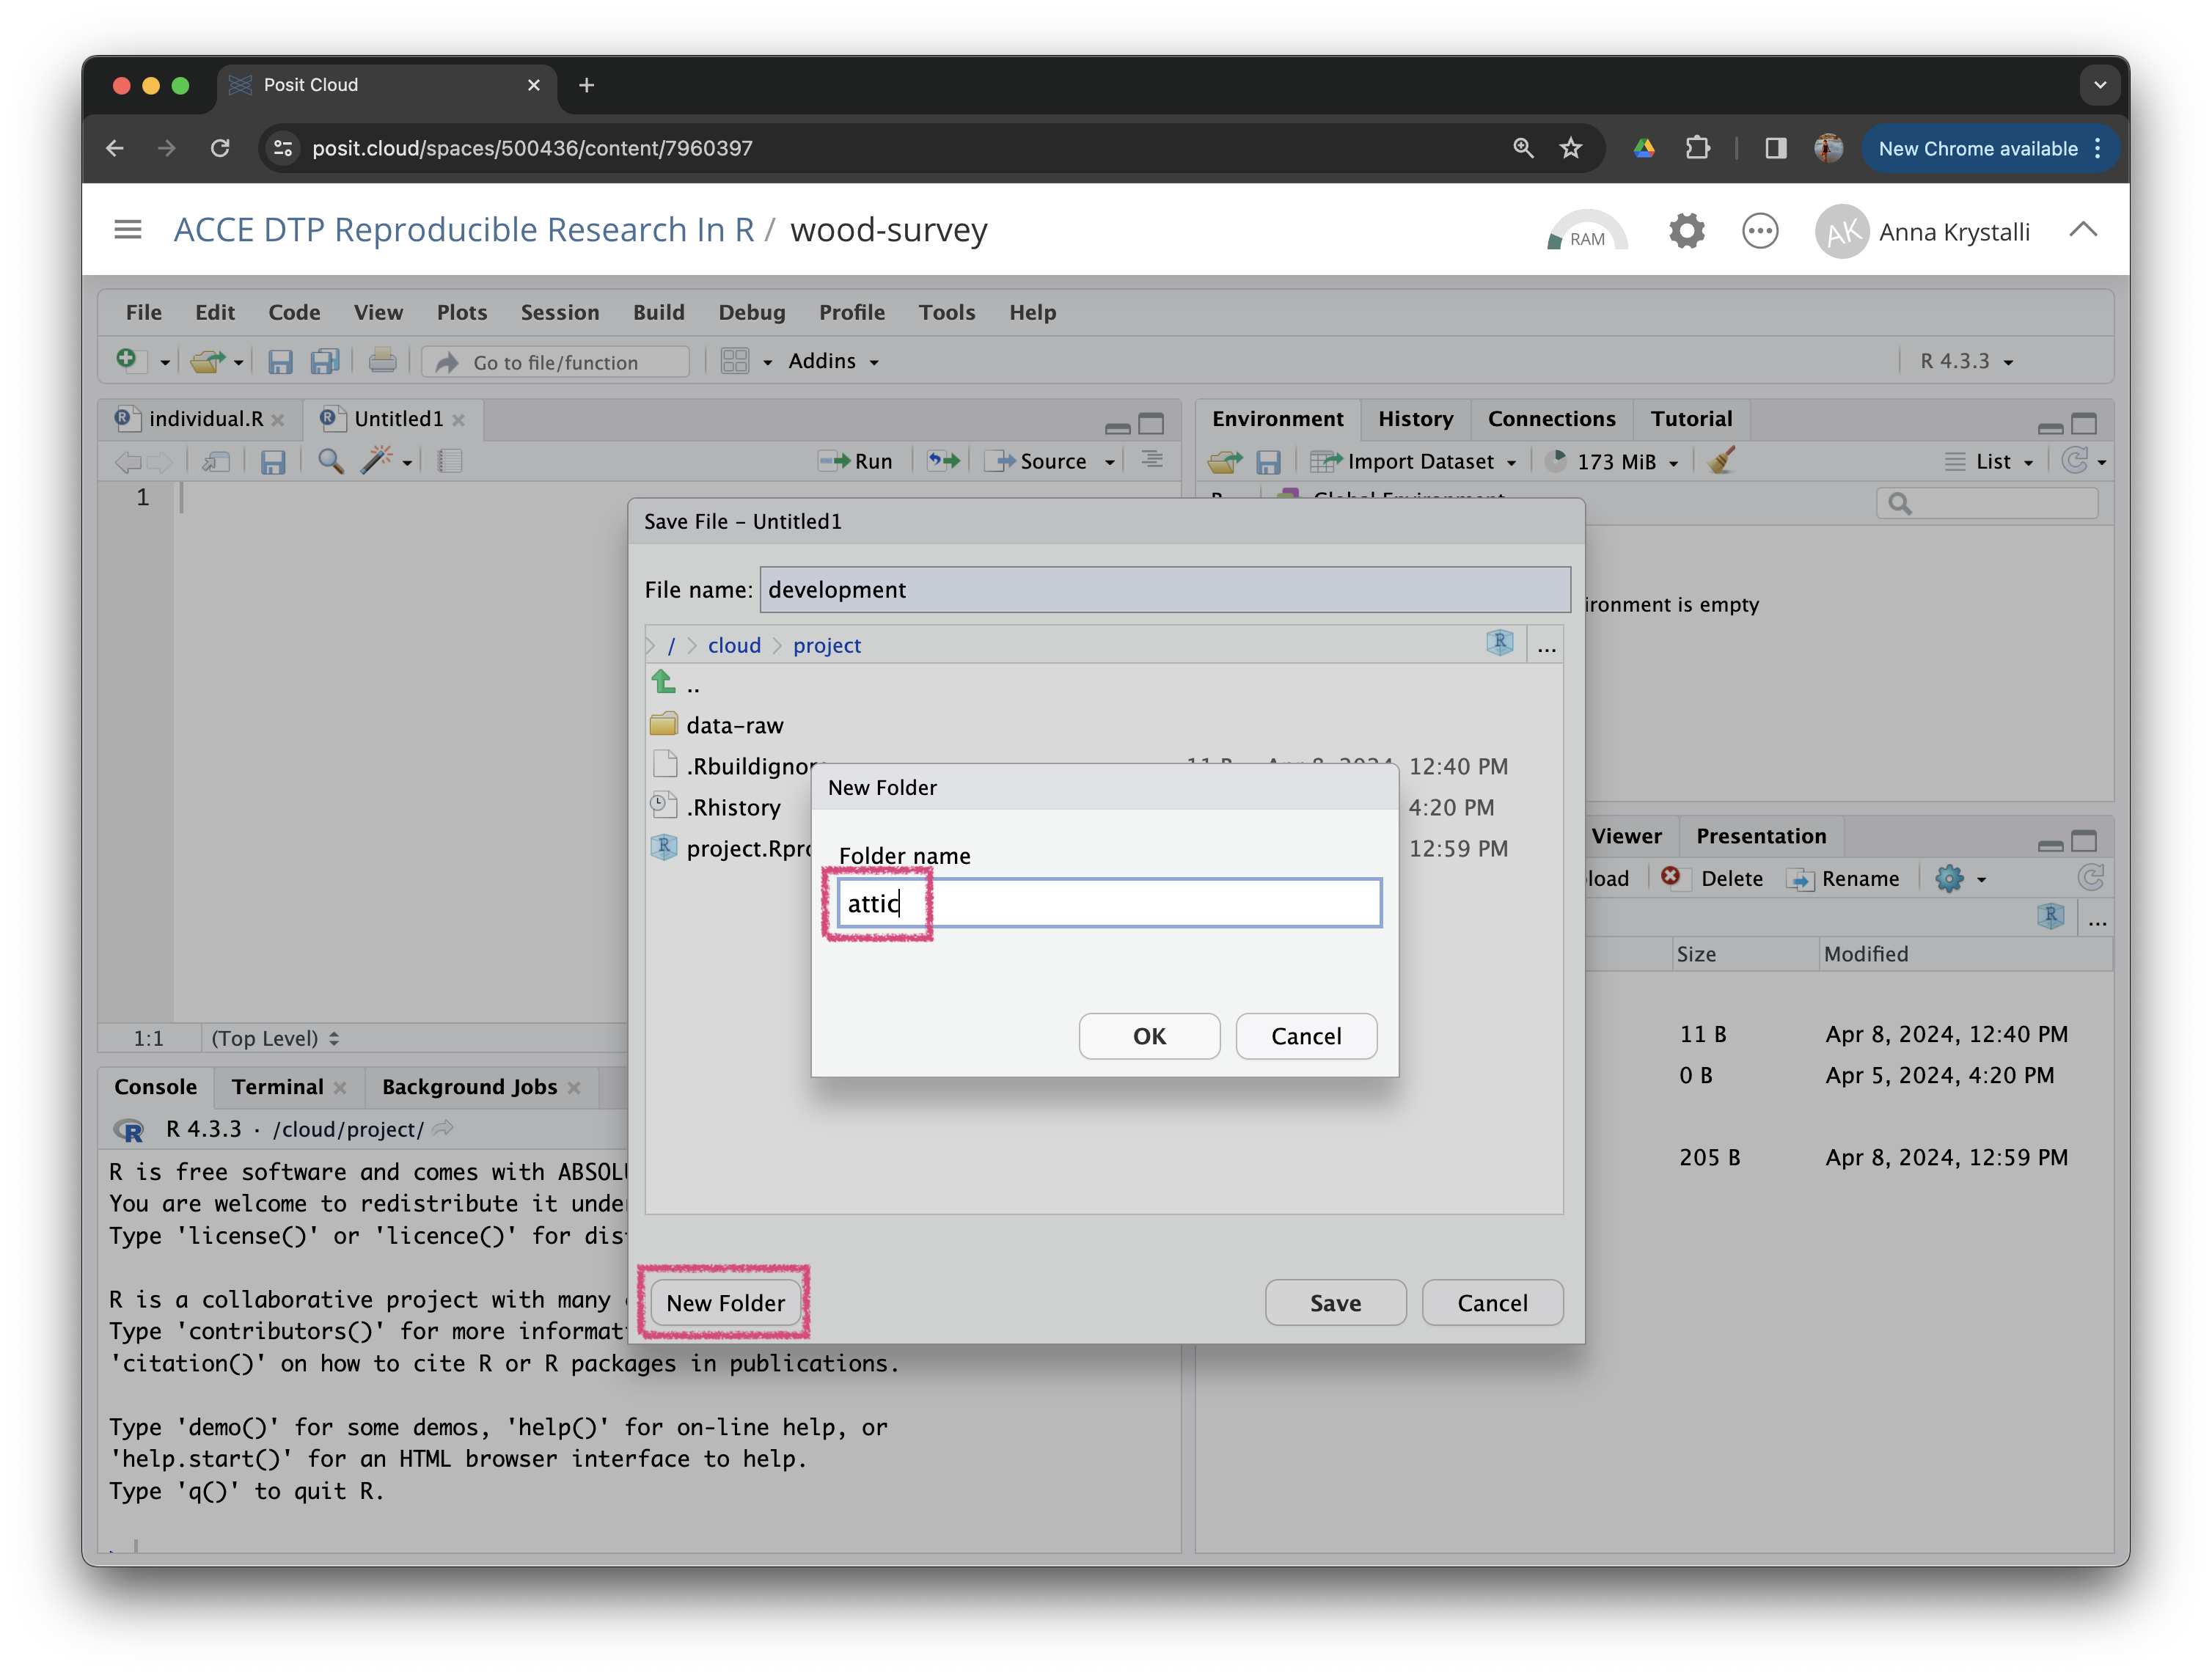 Posit Cloud
posit.cloud/spaces/500436/content/7960397
New Chrome available
ACCE DTP Reproducible Research In R / wood-survey
RAM
AK
Anna Krystalli
File Edit Code View Plots Session Build Debug Profile Tools Help
Go to file/function
Addins
R 4.3.3
individual.R
Untitled1
Run
Source
1
1:1
(Top Level)
Environment History Connections Tutorial
Import Dataset
173 MiB
List
ironment is empty
Save File - Untitled1
File name: development
/ cloud project
...
..
data-raw
.Rbuildignore
12:40 PM
.Rhistory
4:20 PM
project.Rpro
12:59 PM
New Folder
Folder name
attic
OK
Cancel
New Folder
Save
Cancel
Viewer Presentation
load
Delete
Rename
...
Size Modified
11 B Apr 8, 2024, 12:40 PM
0 B Apr 5, 2024, 4:20 PM
205 B Apr 8, 2024, 12:59 PM
Console Terminal Background Jobs
R 4.3.3 · /cloud/project/
R is free software and comes with ABSOLU
You are welcome to redistribute it unde
Type 'license()' or 'licence()' for dis
R is a collaborative project with many
Type 'contributors()' for more informat
'citation()' on how to cite R or R packages in publications.
Type 'demo()' for some demos, 'help()' for on-line help, or
'help.start()' for an HTML browser interface to help.
Type 'q()' to quit R.